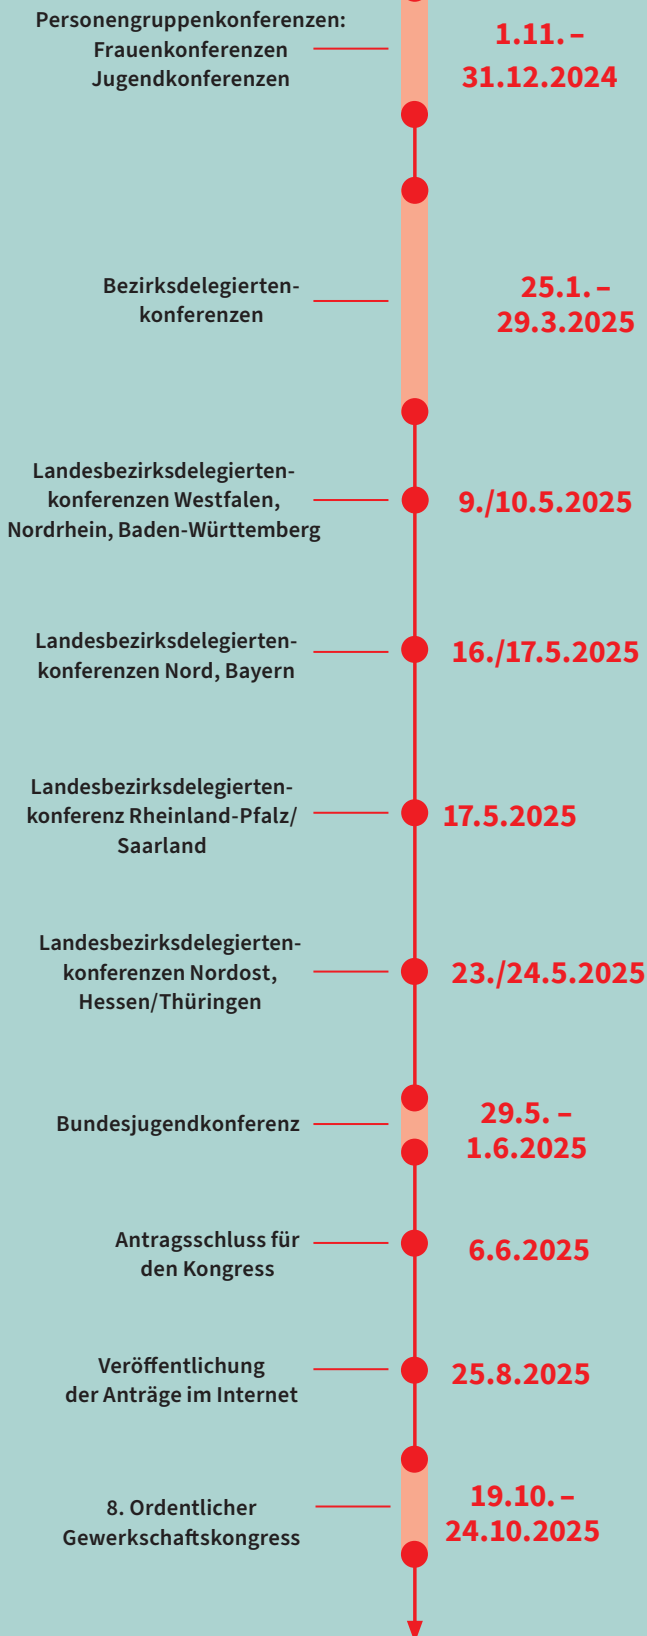 Personengruppenkonferenzen:
Frauenkonferenzen
Jugendkonferenzen
1.11. –
31.12.2024
Bezirksdelegierten-
konferenzen
25.1. –
29.3.2025
Landesbezirksdelegierten-
konferenzen Westfalen,
Nordrhein, Baden-Württemberg
9./10.5.2025
Landesbezirksdelegierten-
konferenzen Nord, Bayern
16./17.5.2025
Landesbezirksdelegierten-
konferenz Rheinland-Pfalz/
Saarland
17.5.2025
Landesbezirksdelegierten-
konferenzen Nordost,
Hessen/Thüringen
23./24.5.2025
Bundesjugendkonferenz
29.5. –
1.6.2025
Antragsschluss für
den Kongress
6.6.2025
Veröffentlichung
der Anträge im Internet
25.8.2025
8. Ordentlicher
Gewerkschaftskongress
19.10. –
24.10.2025